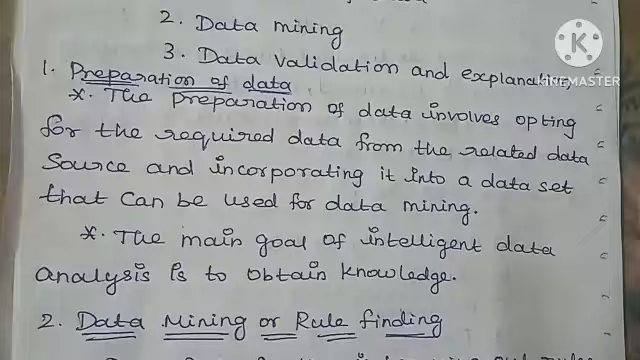 2. Data mining
3. Data validation and explanation
1. Preparation of data
*. The preparation of data involves opting
for the required data from the related data
source and incorporating it into a data set
that can be used for data mining.
*. The main goal of intelligent data
analysis is to obtain knowledge.
2. Data Mining or Rule finding
KINEMASTER